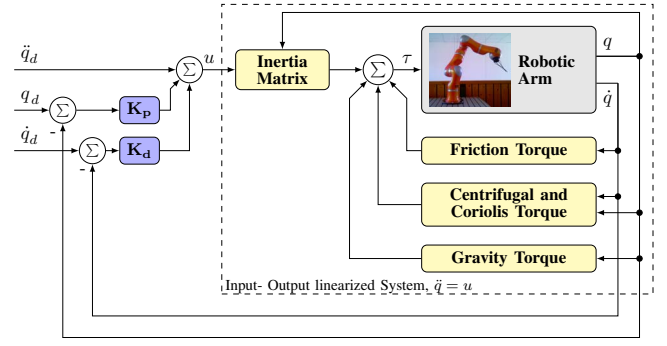 q̈_d
u
Inertia
Matrix
∑
∑
τ
Robotic
Arm
q
q_d
∑
K_p
-
q̇
q̇_d
∑
K_d
-
Friction Torque
Centrifugal and
Coriolis Torque
Gravity Torque
Input- Output linearized System, q̈ = u